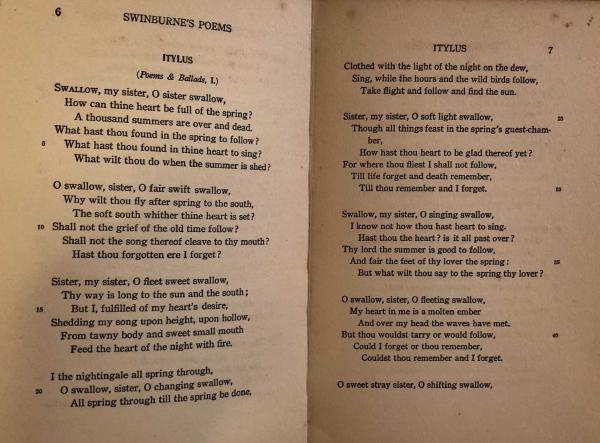 6
SWINBURNE'S POEMS
ITYLUS
(Poems & Ballads, I.)
SWALLOW, my sister, O sister swallow,
How can thine heart be full of the spring?
A thousand summers are over and dead.
What hast thou found in the spring to follow?
5 What hast thou found in thine heart to sing?
What wilt thou do when the summer is shed?
O swallow, sister, O fair swift swallow,
Why wilt thou fly after spring to the south,
The soft south whither thine heart is set?
10 Shall not the grief of the old time follow?
Shall not the song thereof cleave to thy mouth?
Hast thou forgotten ere I forget?
Sister, my sister, O fleet sweet swallow,
Thy way is long to the sun and the south;
15 But I, fulfilled of my heart's desire,
Shedding my song upon height, upon hollow,
From tawny body and sweet small mouth
Feed the heart of the night with fire.
I the nightingale all spring through,
20 O swallow, sister, O changing swallow,
All spring through till the spring be done,
ITYLUS
7
Clothed with the light of the night on the dew,
Sing, while the hours and the wild birds follow,
Take flight and follow and find the sun.
Sister, my sister, O soft light swallow, 25
Though all things feast in the spring's guest-cham-
ber,
How hast thou heart to be glad thereof yet?
For where thou fliest I shall not follow,
Till life forget and death remember,
Till thou remember and I forget. 30
Swallow, my sister, O singing swallow,
I know not how thou hast heart to sing.
Hast thou the heart? is it all past over?
Thy lord the summer is good to follow,
And fair the feet of thy lover the spring: 35
But what wilt thou say to the spring thy lover?
O swallow, sister, O fleeting swallow,
My heart in me is a molten ember
And over my head the waves have met.
But thou wouldst tarry or would follow, 40
Could I forget or thou remember,
Couldst thou remember and I forget.
O sweet stray sister, O shifting swallow,